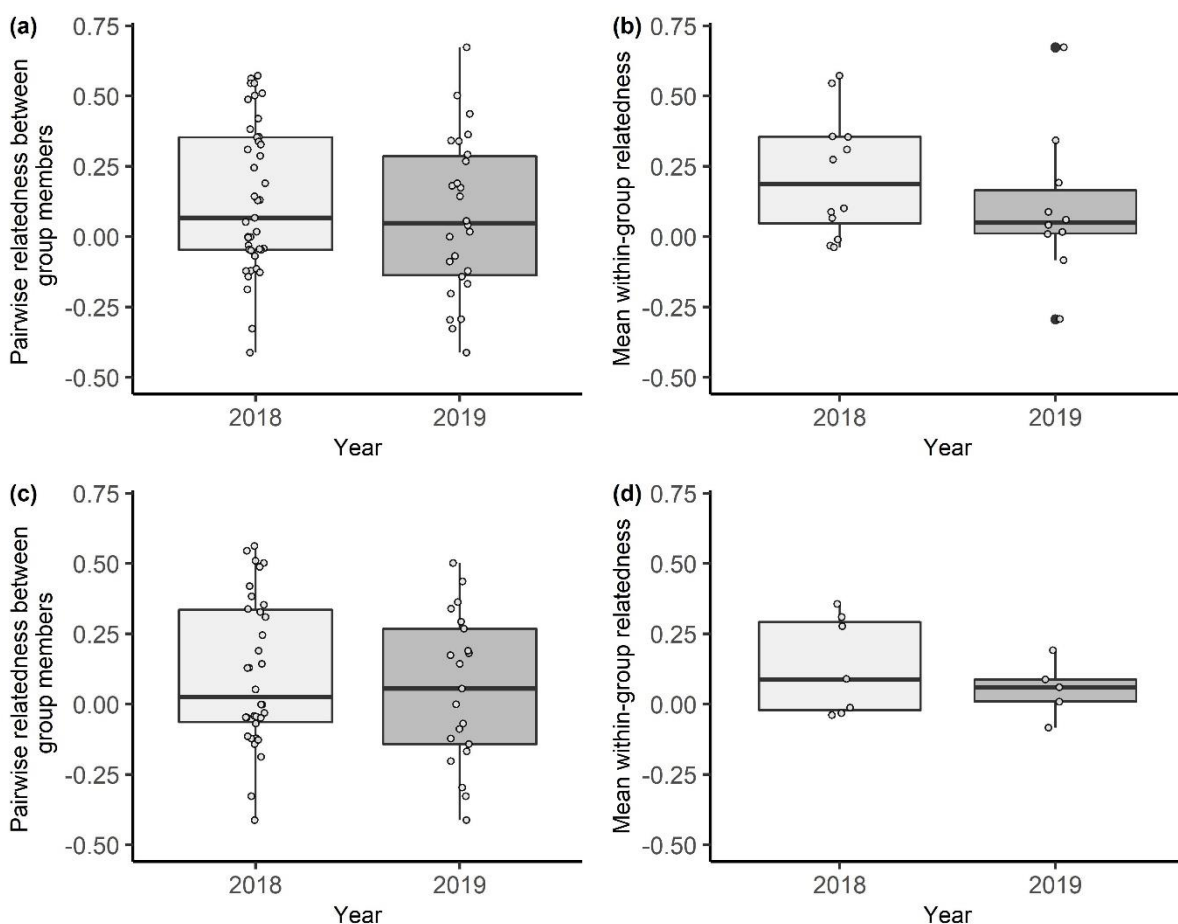 (a)
Pairwise relatedness between
group members
0.75
0.50
0.25
0.00
-0.25
-0.50
2018
2019
Year
(b)
Mean within-group relatedness
0.75
0.50
0.25
0.00
-0.25
-0.50
2018
2019
Year
(c)
Pairwise relatedness between
group members
0.75
0.50
0.25
0.00
-0.25
-0.50
2018
2019
Year
(d)
Mean within-group relatedness
0.75
0.50
0.25
0.00
-0.25
-0.50
2018
2019
Year